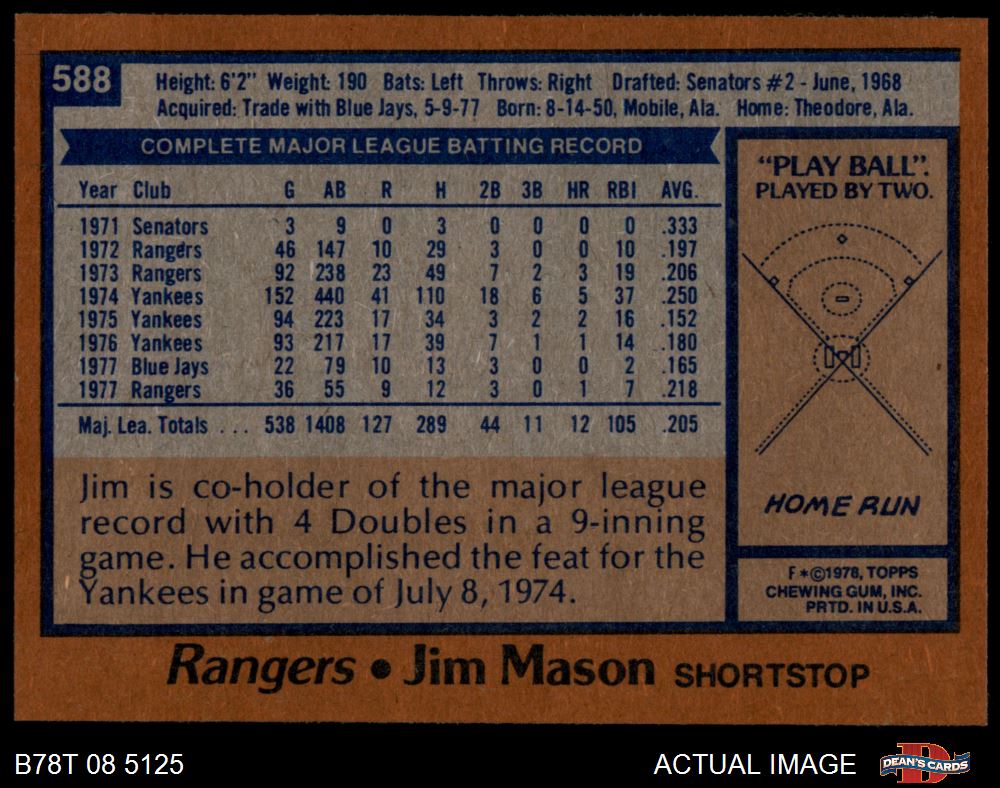 588
Height: 6'2" Weight: 190 Bats: Left Throws: Right Drafted: Senators #2 - June, 1968
Acquired: Trade with Blue Jays, 5-9-77 Born: 8-14-50, Mobile, Ala. Home: Theodore, Ala.
COMPLETE MAJOR LEAGUE BATTING RECORD
Year Club G AB R H 2B 3B HR RBI AVG.
1971 Senators 3 9 0 3 0 0 0 0 .333
1972 Rangers 46 147 10 29 3 0 0 10 .197
1973 Rangers 92 238 23 49 7 2 3 19 .206
1974 Yankees 152 440 41 110 18 6 5 37 .250
1975 Yankees 94 223 17 34 3 2 2 16 .152
1976 Yankees 93 217 17 39 7 1 1 14 .180
1977 Blue Jays 22 79 10 13 3 0 0 2 .165
1977 Rangers 36 55 9 12 3 0 1 7 .218
Maj. Lea. Totals ... 538 1408 127 289 44 11 12 105 .205
Jim is co-holder of the major league
record with 4 Doubles in a 9-inning
game. He accomplished the feat for the
Yankees in game of July 8, 1974.
"PLAY BALL".
PLAYED BY TWO.
HOME RUN
F*©1978, TOPPS
CHEWING GUM, INC.
PRTD. IN U.S.A.
Rangers • Jim Mason SHORTSTOP
B78T 08 5125
ACTUAL IMAGE
D
DEAN'S CARDS